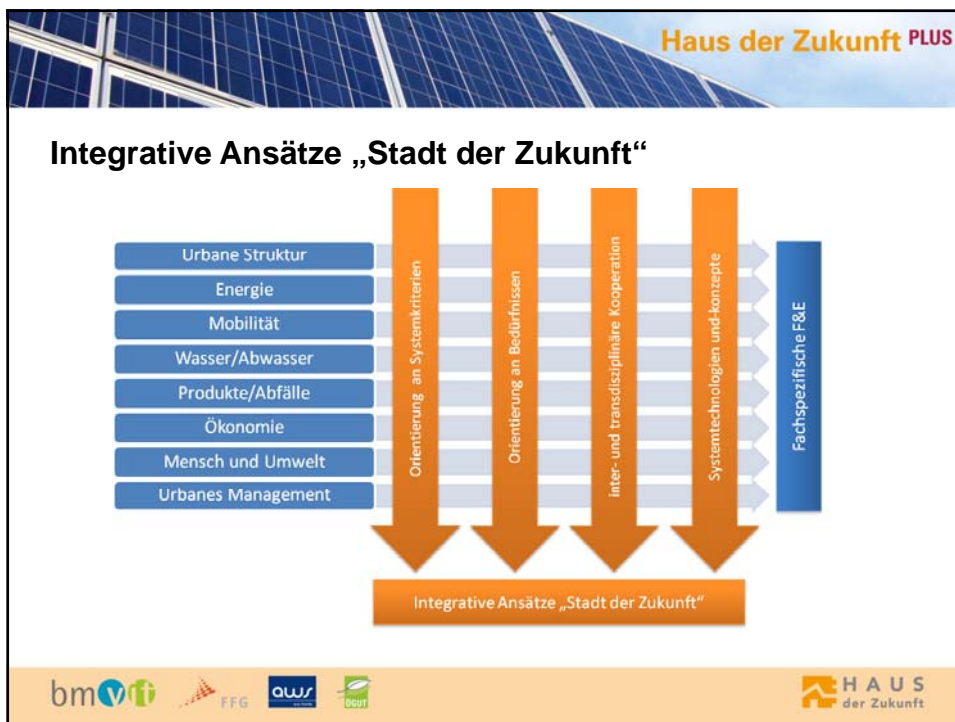 Haus der Zukunft PLUS
Integrative Ansätze „Stadt der Zukunft“
Urbane Struktur
Energie
Mobilität
Wasser/Abwasser
Produkte/Abfälle
Ökonomie
Mensch und Umwelt
Urbanes Management
Orientierung an Systemkriterien
Orientierung an Bedürfnissen
inter- und transdisziplinäre Kooperation
Systemtechnologien und-konzepte
Fachspezifische F&E
Integrative Ansätze „Stadt der Zukunft“
bmvit
FFG
aws
ÖGUT
HAUS
der Zukunft